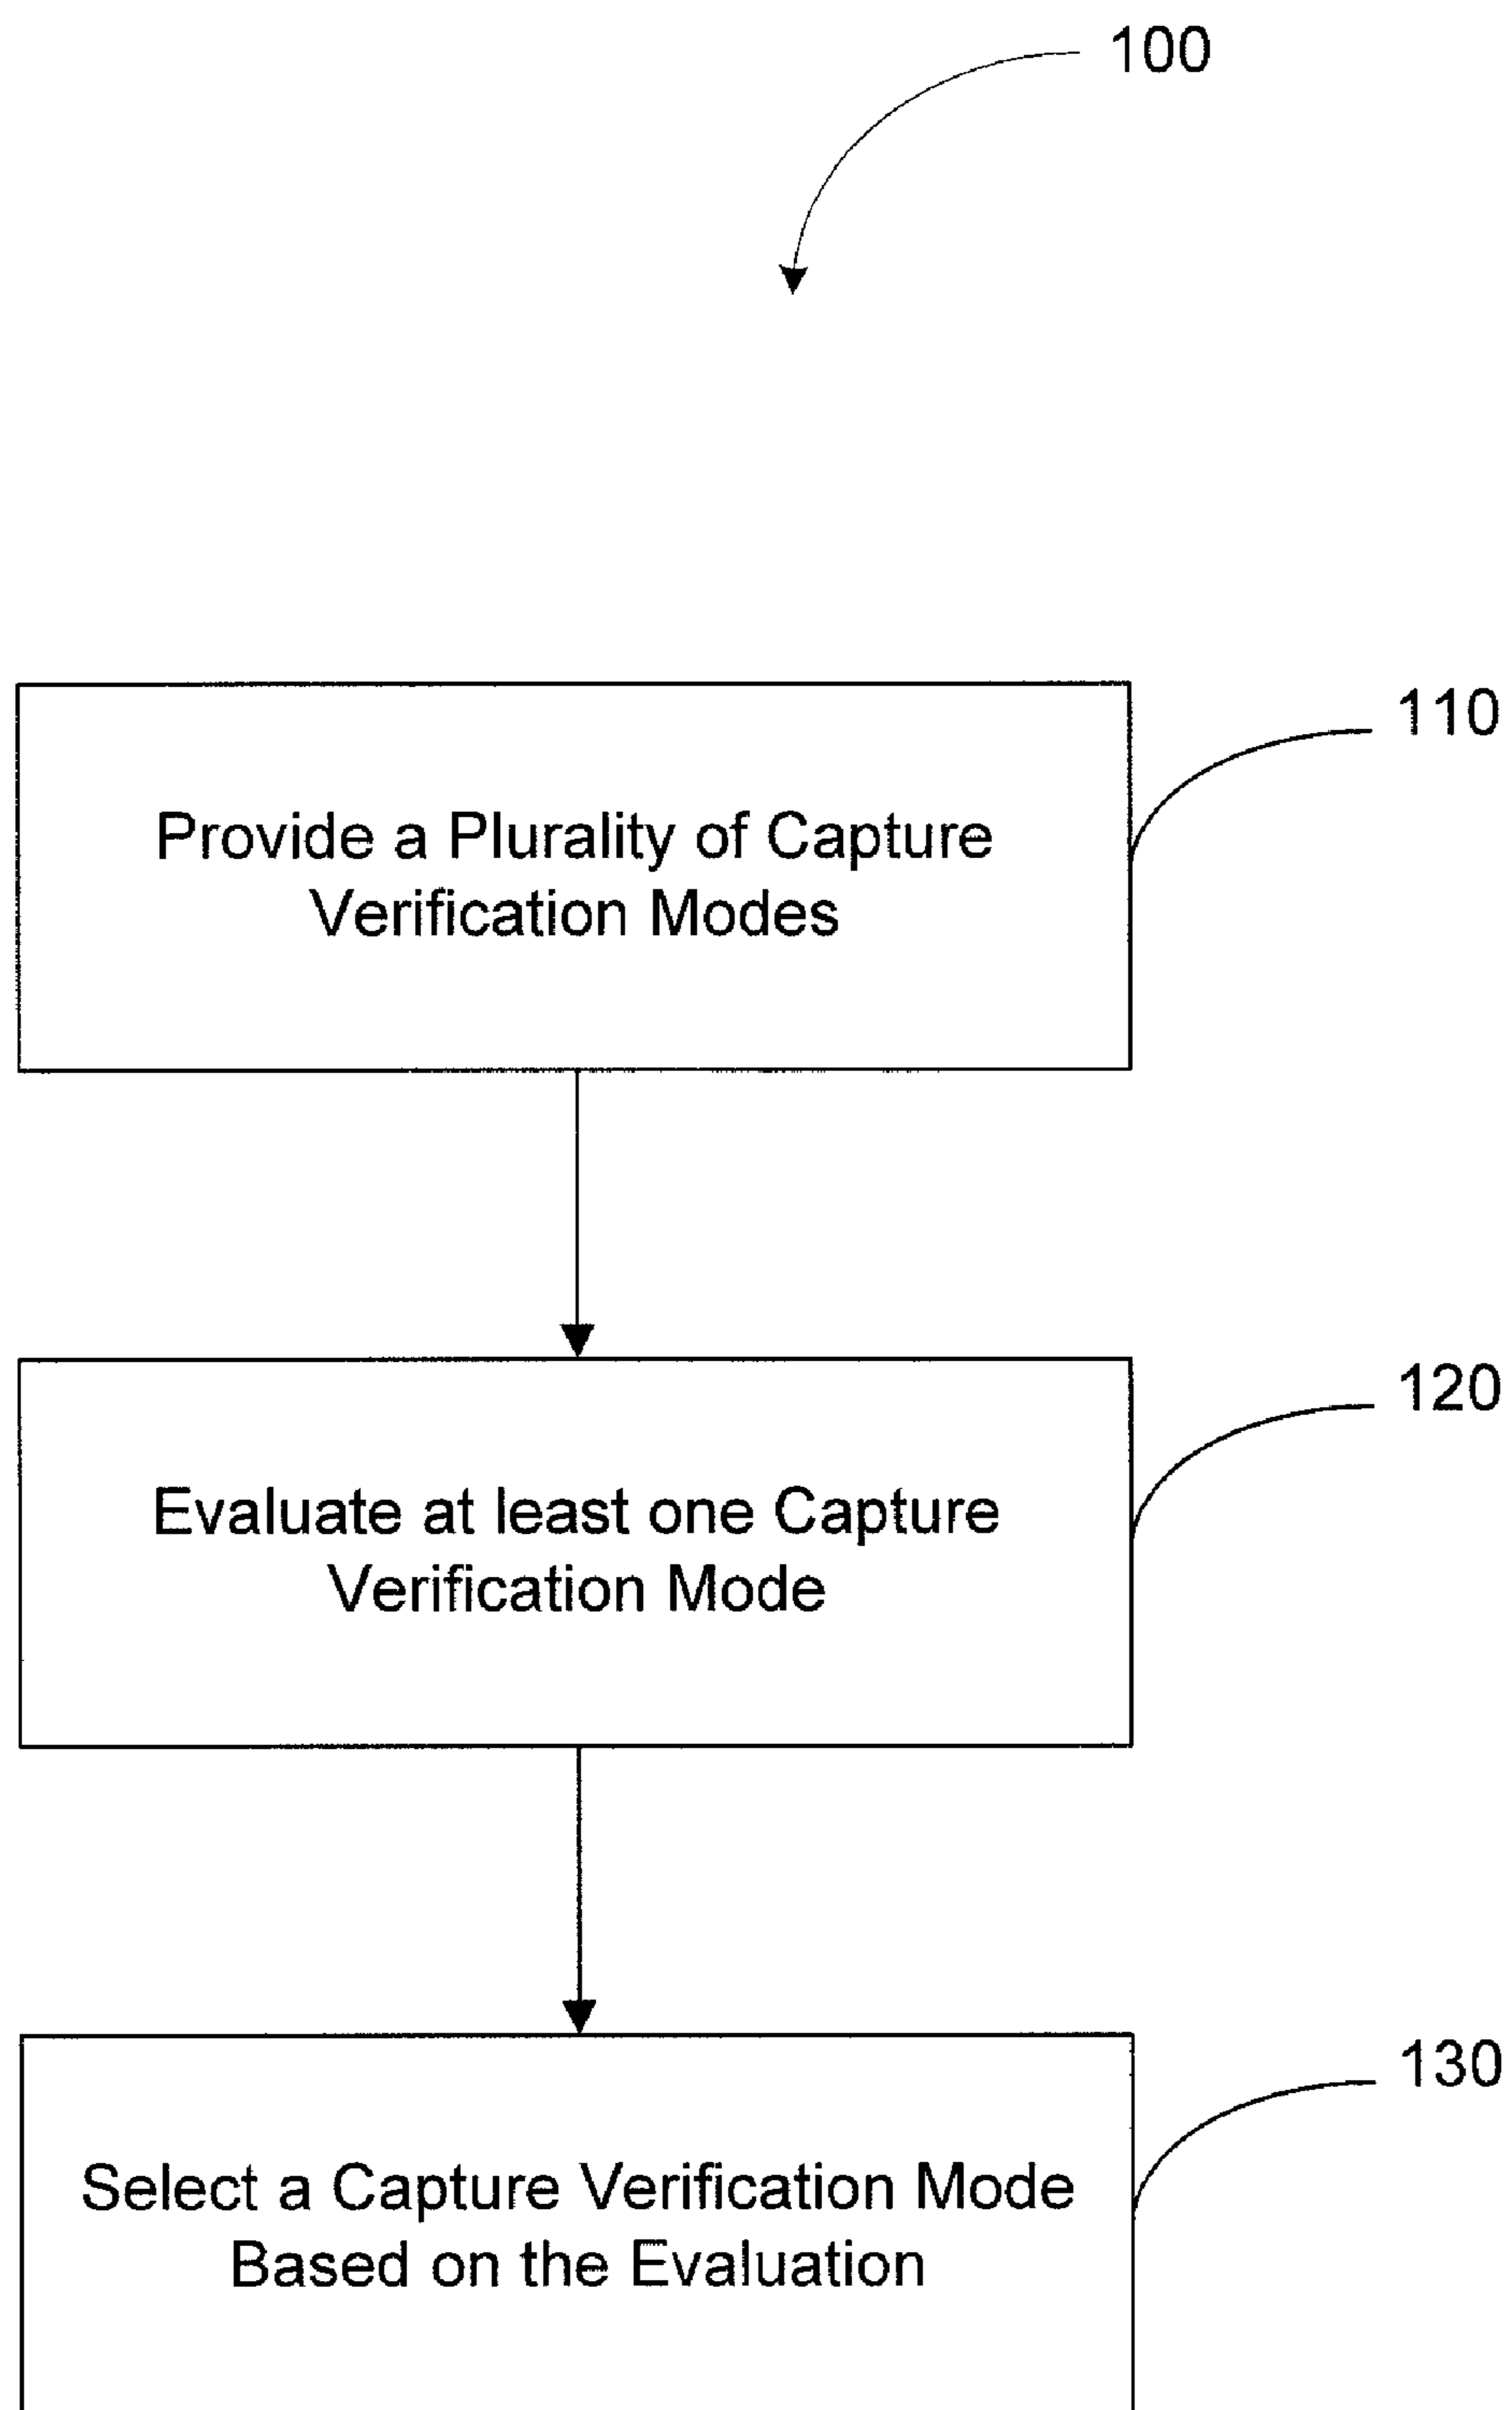 100
110
Provide a Plurality of Capture
Verification Modes
120
Evaluate at least one Capture
Verification Mode
130
Select a Capture Verification Mode
Based on the Evaluation